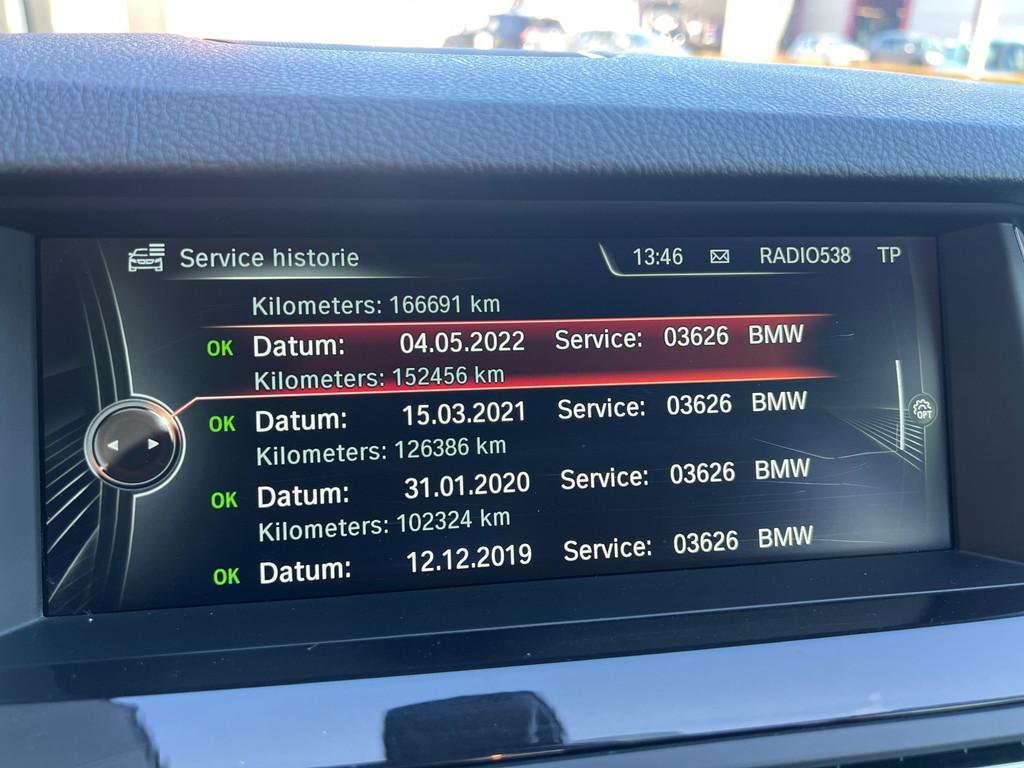 Service historie 13:46 RADIO538 TP
Kilometers: 166691 km
OK Datum: 04.05.2022 Service: 03626 BMW
Kilometers: 152456 km
OK Datum: 15.03.2021 Service: 03626 BMW
Kilometers: 126386 km
OK Datum: 31.01.2020 Service: 03626 BMW
Kilometers: 102324 km
OK Datum: 12.12.2019 Service: 03626 BMW
OPT